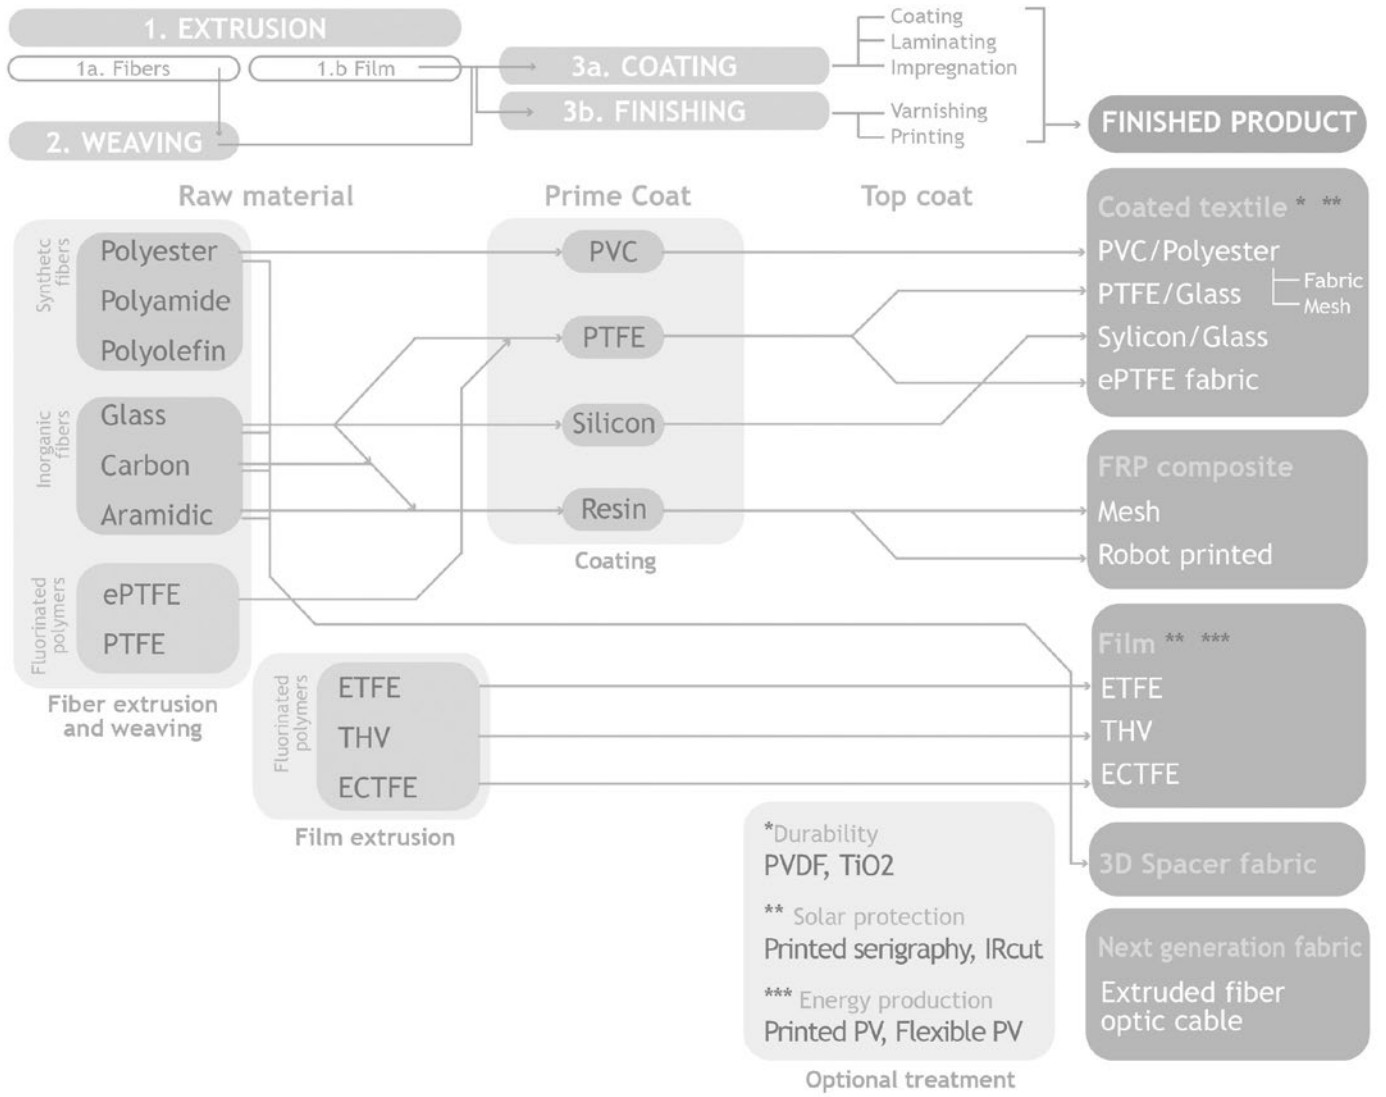 1. EXTRUSION
1a. Fibers
1.b Film
2. WEAVING
3a. COATING
3b. FINISHING
Coating
Laminating
Impregnation
Varnishing
Printing
FINISHED PRODUCT
Raw material
Prime Coat
Top coat
Synthetc
fibers
Polyester
Polyamide
Polyolefin
Inorganic
fibers
Glass
Carbon
Aramidic
Fluorinated
polymers
ePTFE
PTFE
Fiber extrusion
and weaving
Fluorinated
polymers
ETFE
THV
ECTFE
Film extrusion
PVC
PTFE
Silicon
Resin
Coating
Coated textile * **
PVC/Polyester
PTFE/Glass
Fabric
Mesh
Sylicon/Glass
ePTFE fabric
FRP composite
Mesh
Robot printed
Film ** ***
ETFE
THV
ECTFE
3D Spacer fabric
Next generation fabric
Extruded fiber
optic cable
*Durability
PVDF, TiO2
** Solar protection
Printed serigraphy, IRcut
*** Energy production
Printed PV, Flexible PV
Optional treatment